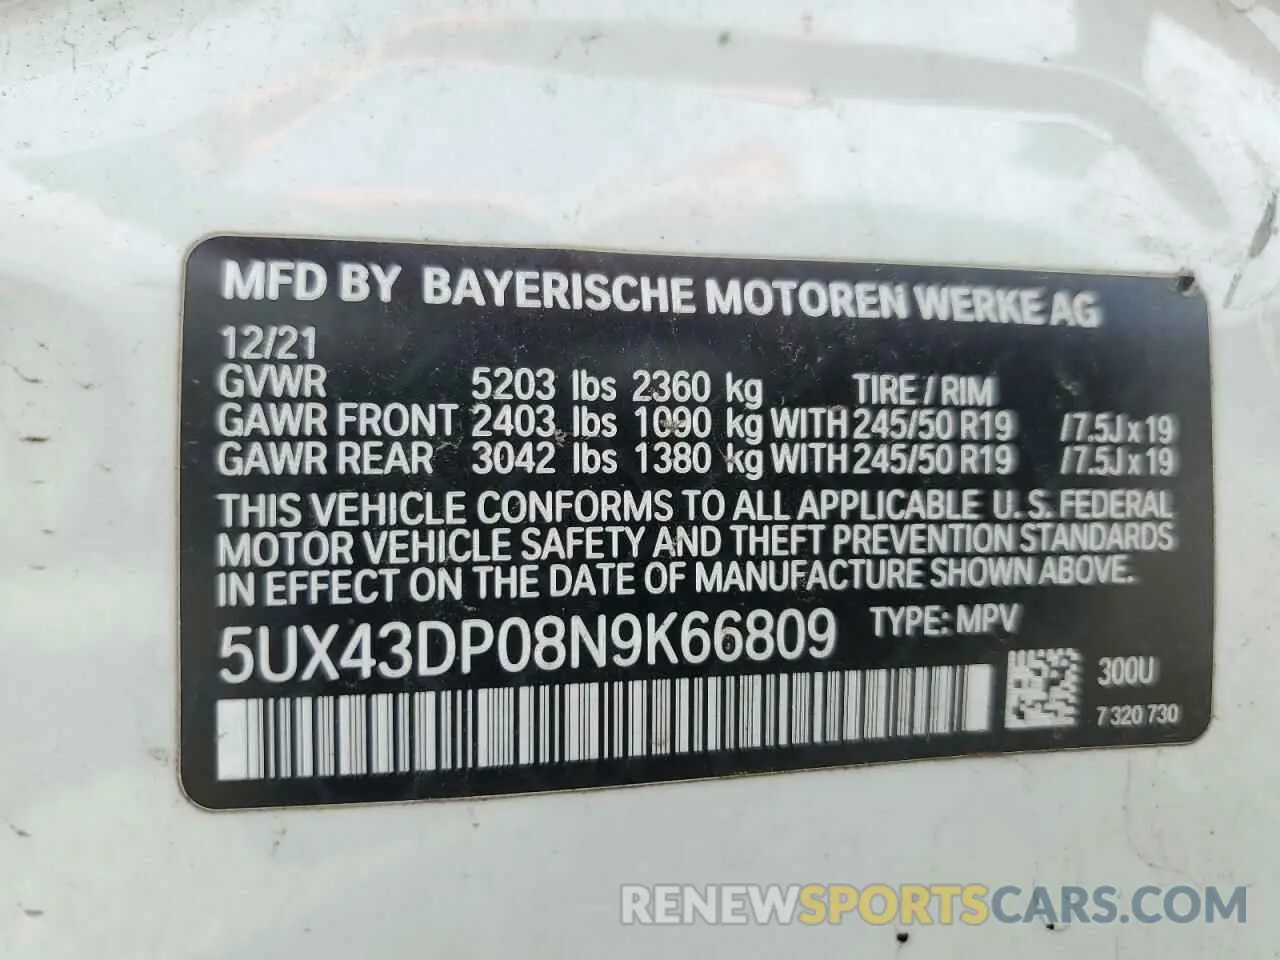 MFD BY BAYERISCHE MOTOREN WERKE AG
12/21
GVWR 5203 lbs 2360 kg TIRE / RIM
GAWR FRONT 2403 lbs 1090 kg WITH 245/50 R19 / 7.5J x 19
GAWR REAR 3042 lbs 1380 kg WITH 245/50 R19 / 7.5J x 19
THIS VEHICLE CONFORMS TO ALL APPLICABLE U. S. FEDERAL
MOTOR VEHICLE SAFETY AND THEFT PREVENTION STANDARDS
IN EFFECT ON THE DATE OF MANUFACTURE SHOWN ABOVE.
5UX43DP08N9K66809 TYPE: MPV
300U
7 320 730
RENEWSPORTSCARS.COM